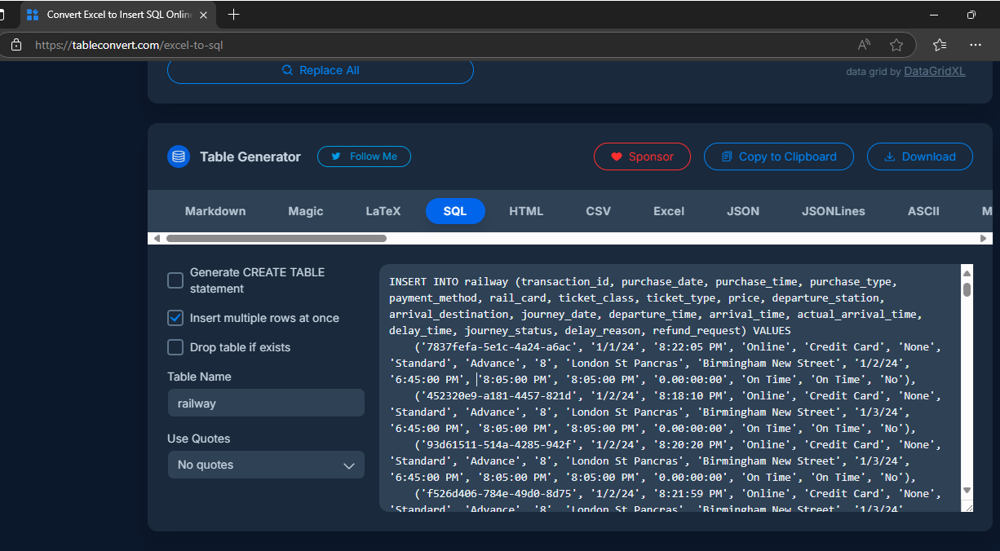 Convert Excel to Insert SQL Online
https://tableconvert.com/excel-to-sql
Replace All
data grid by DataGridXL
Table Generator
Follow Me
Sponsor
Copy to Clipboard
Download
Markdown Magic LaTeX SQL HTML CSV Excel JSON JSONLines ASCII M
Generate CREATE TABLE
statement
Insert multiple rows at once
Drop table if exists
Table Name
railway
Use Quotes
No quotes
INSERT INTO railway (transaction_id, purchase_date, purchase_time, purchase_type,
payment_method, rail_card, ticket_class, ticket_type, price, departure_station,
arrival_destination, journey_date, departure_time, arrival_time, actual_arrival_time,
delay_time, journey_status, delay_reason, refund_request) VALUES
('7837fefa-5e1c-4a24-a6ac', '1/1/24', '8:22:05 PM', 'Online', 'Credit Card', 'None',
'Standard', 'Advance', '8', 'London St Pancras', 'Birmingham New Street', '1/2/24',
'6:45:00 PM', '8:05:00 PM', '8:05:00 PM', '0.00:00:00', 'On Time', 'On Time', 'No'),
('452320e9-a181-4457-821d', '1/2/24', '8:18:10 PM', 'Online', 'Credit Card', 'None',
'Standard', 'Advance', '8', 'London St Pancras', 'Birmingham New Street', '1/3/24',
'6:45:00 PM', '8:05:00 PM', '8:05:00 PM', '0.00:00:00', 'On Time', 'On Time', 'No'),
('93d61511-514a-4285-942f', '1/2/24', '8:20:20 PM', 'Online', 'Credit Card', 'None',
'Standard', 'Advance', '8', 'London St Pancras', 'Birmingham New Street', '1/3/24',
'6:45:00 PM', '8:05:00 PM', '8:05:00 PM', '0.00:00:00', 'On Time', 'On Time', 'No'),
('f526d406-784e-49d0-8d75', '1/2/24', '8:21:59 PM', 'Online', 'Credit Card', 'None',
'Standard', 'Advance', '8', 'London St Pancras', 'Birmingham New Street', '1/3/24',